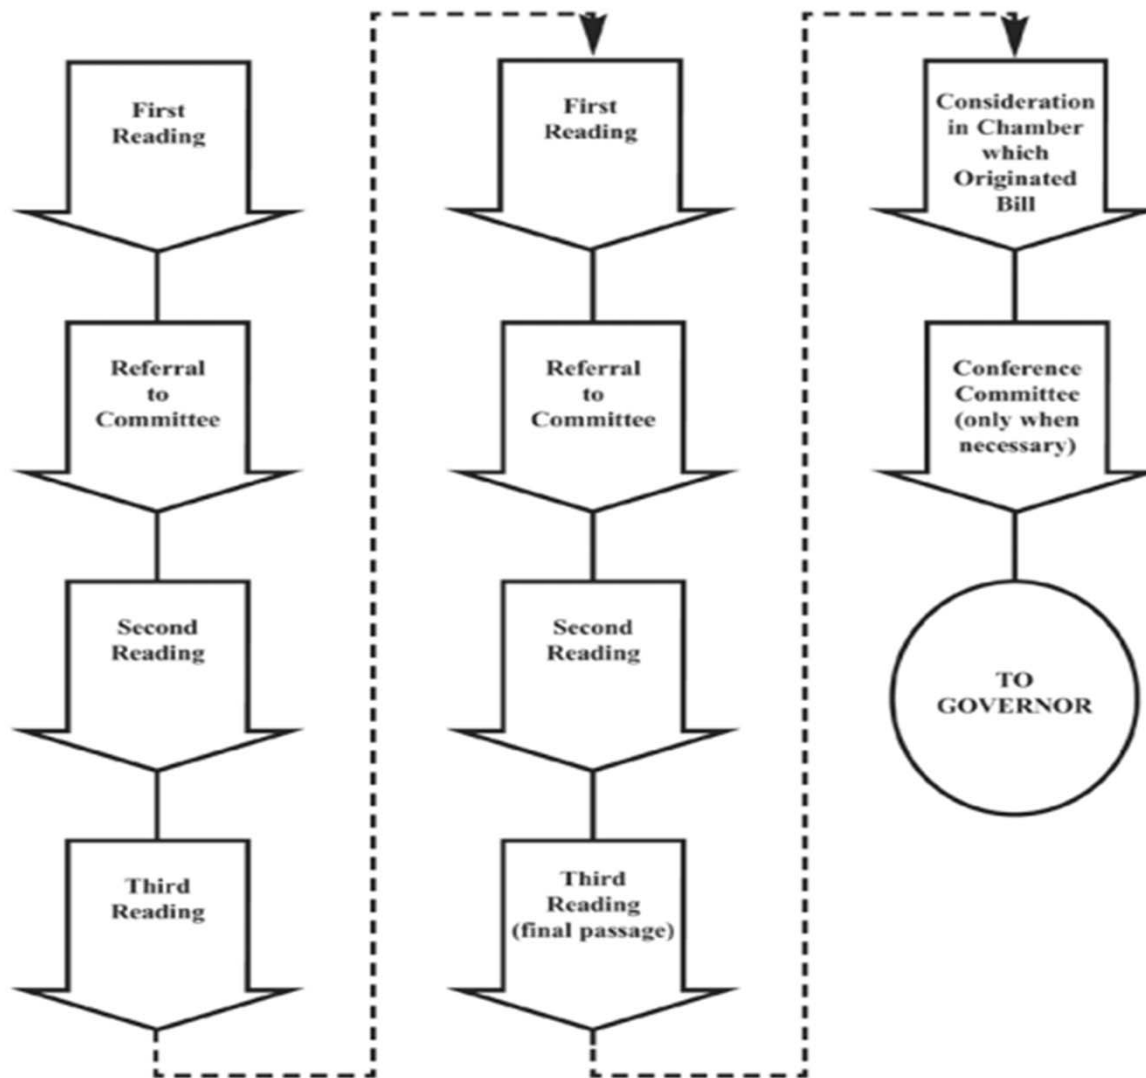 First
Reading
Referral
to
Committee
Second
Reading
Third
Reading
First
Reading
Referral
to
Committee
Second
Reading
Third
Reading
(final passage)
Consideration
in Chamber
which
Originated
Bill
Conference
Committee
(only when
necessary)
TO
GOVERNOR